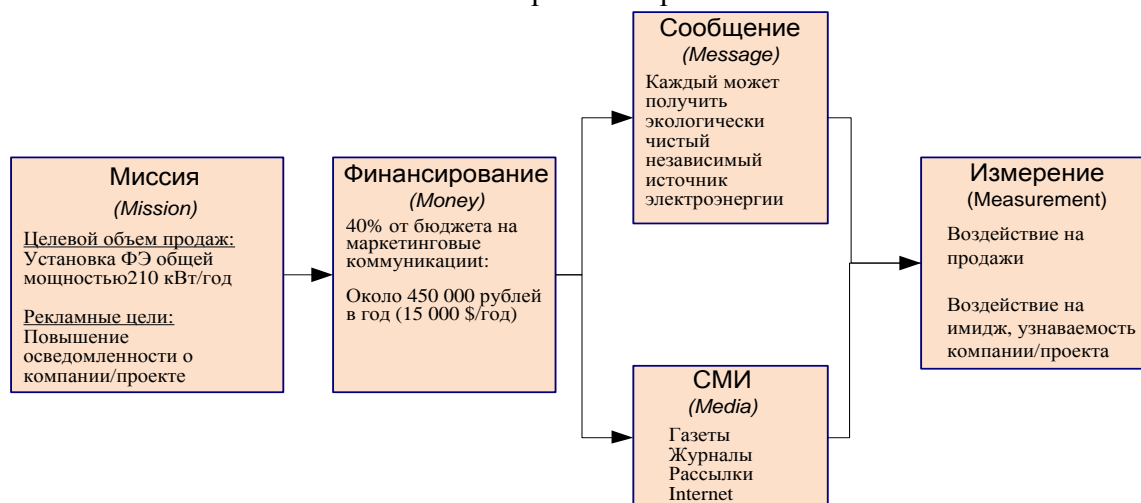 Миссия
(Mission)
Целевой объем продаж:
Установка ФЭ общей
мощностью210 кВт/год
Рекламные цели:
Повышение
осведомленности о
компании/проекте
Финансирование
(Money)
40% от бюджета на
маркетинговые
коммуникацииt:
Около 450 000 рублей
в год (15 000 $/год)
Сообщение
(Message)
Каждый может
получить
экологически
чистый
независимый
источник
электроэнергии
СМИ
(Media)
Газеты
Журналы
Рассылки
Internet
Измерение
(Measurement)
Воздействие на
продажи
Воздействие на
имидж, узнаваемость
компании/проекта